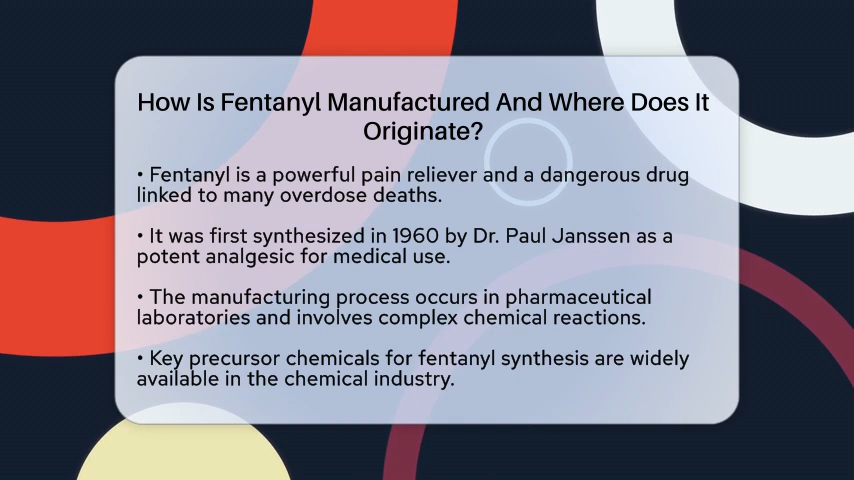 How Is Fentanyl Manufactured And Where Does It
Originate?
• Fentanyl is a powerful pain reliever and a dangerous drug
linked to many overdose deaths.
• It was first synthesized in 1960 by Dr. Paul Janssen as a
potent analgesic for medical use.
• The manufacturing process occurs in pharmaceutical
laboratories and involves complex chemical reactions.
• Key precursor chemicals for fentanyl synthesis are widely
available in the chemical industry.